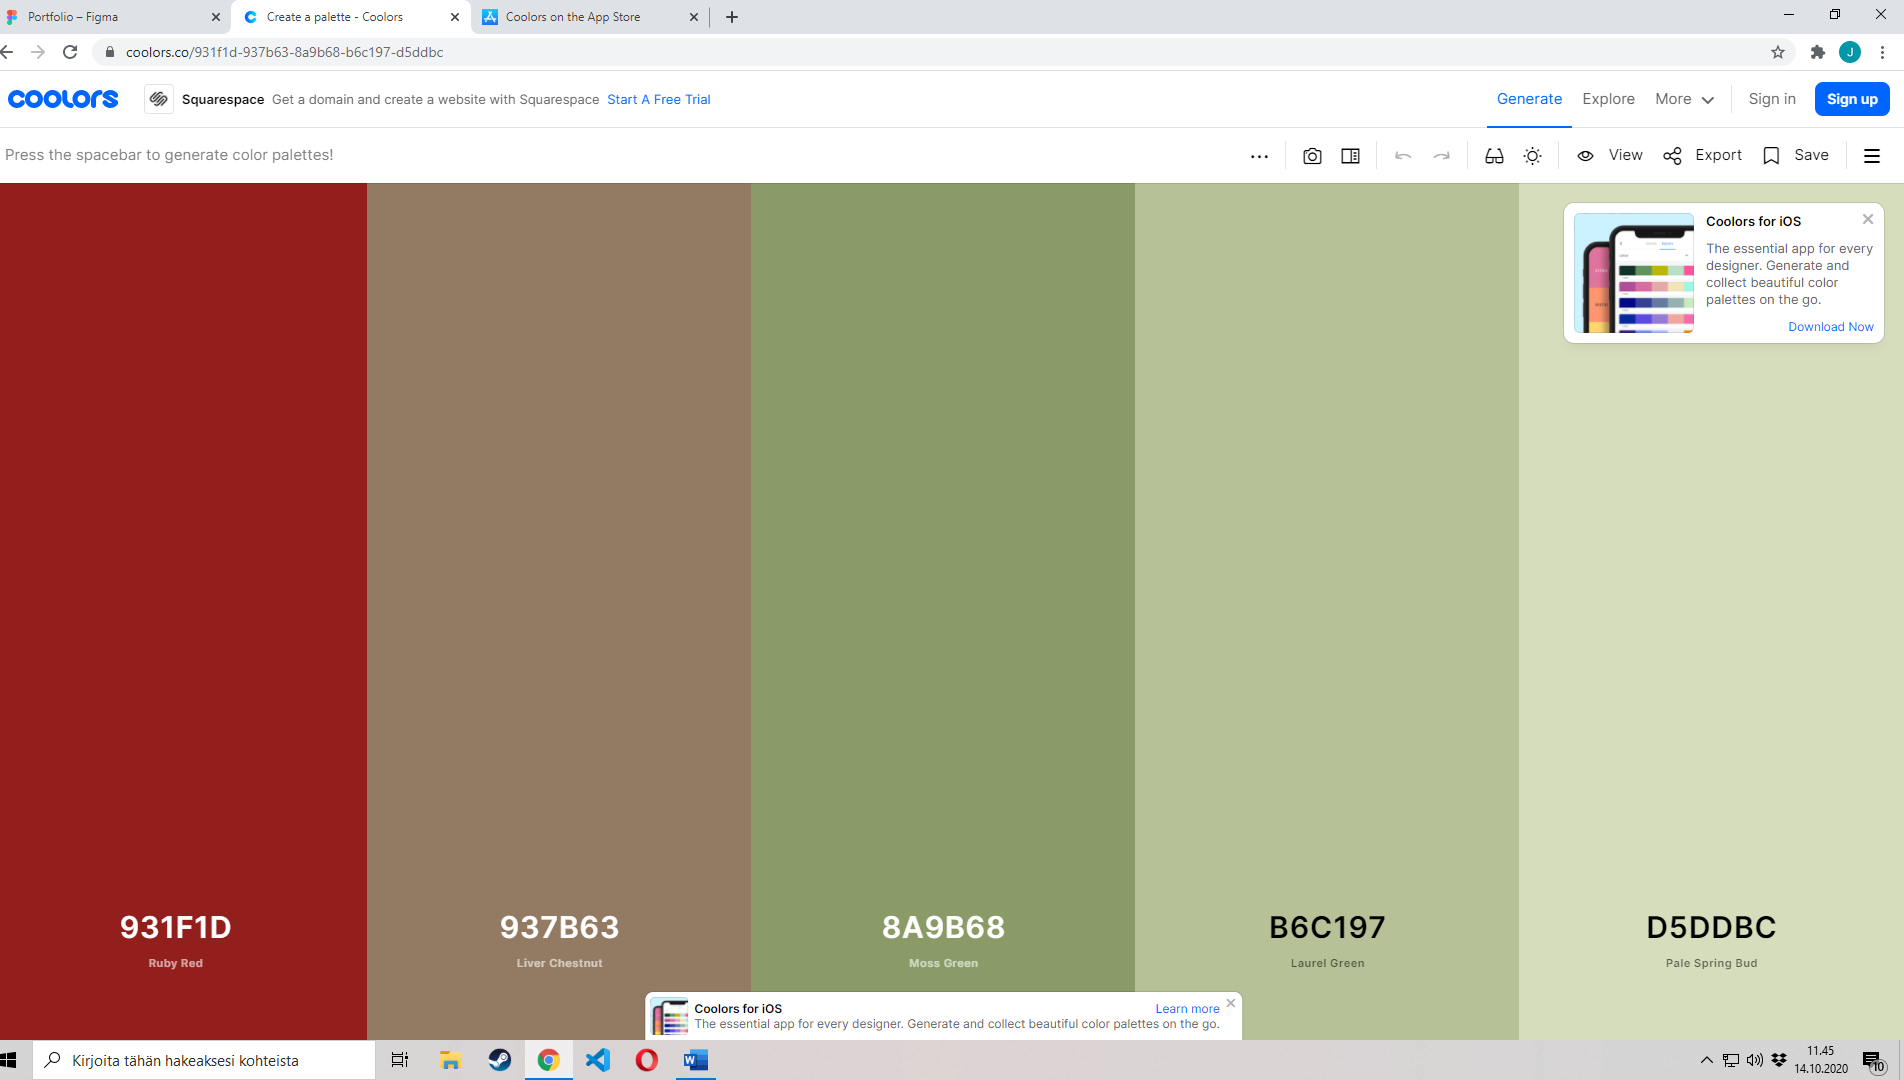 Portfolio – Figma
Create a palette - Coolors
Coolors on the App Store
coolors.co/931f1d-937b63-8a9b68-b6c197-d5ddbc
J
coolors
Squarespace Get a domain and create a website with Squarespace Start A Free Trial
Generate
Explore
More
Sign in
Sign up
Press the spacebar to generate color palettes!
View
Export
Save
Coolors for iOS
The essential app for every
designer. Generate and
collect beautiful color
palettes on the go.
Download Now
931F1D
Ruby Red
937B63
Liver Chestnut
8A9B68
Moss Green
B6C197
Laurel Green
D5DDBC
Pale Spring Bud
Coolors for iOS
Learn more
The essential app for every designer. Generate and collect beautiful color palettes on the go.
Kirjoita tähän hakeaksesi kohteista
W
11.45
14.10.2020
10